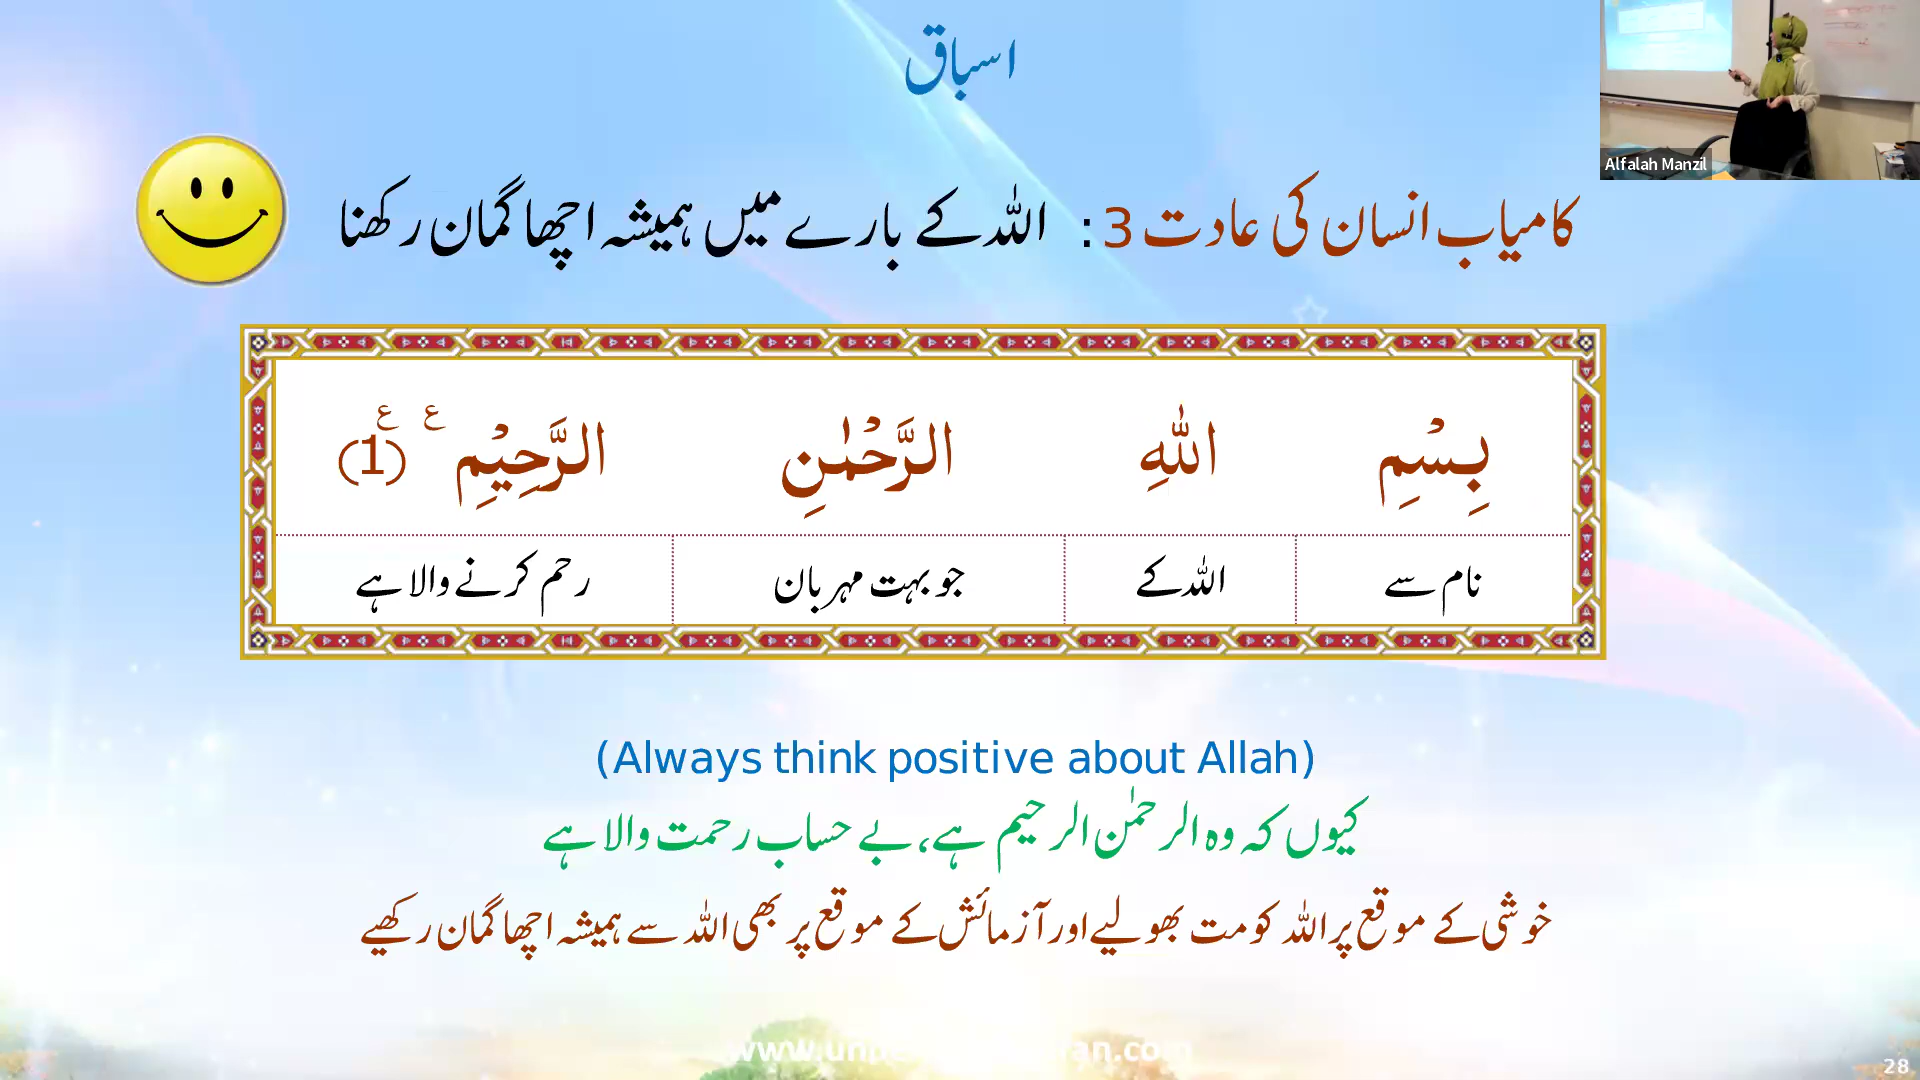 اسباق
Alfalah Manzil
کامیاب انسان کی عادت 3: اللہ کے بارے میں ہمیشہ اچھا گمان رکھنا
بِسْمِ اللّٰهِ الرَّحْمٰنِ الرَّحِيْمِ ع (1) ع
نام سے اللہ کے جو بہت مہربان رحم کرنے والا ہے
(Always think positive about Allah)
کیوں کہ وہ الرحمٰن الرحیم ہے، بے حساب رحمت والا ہے
خوشی کے موقع پر اللہ کو مت بھولیے اور آزمائش کے موقع پر بھی اللہ سے ہمیشہ اچھا گمان رکھیے
28